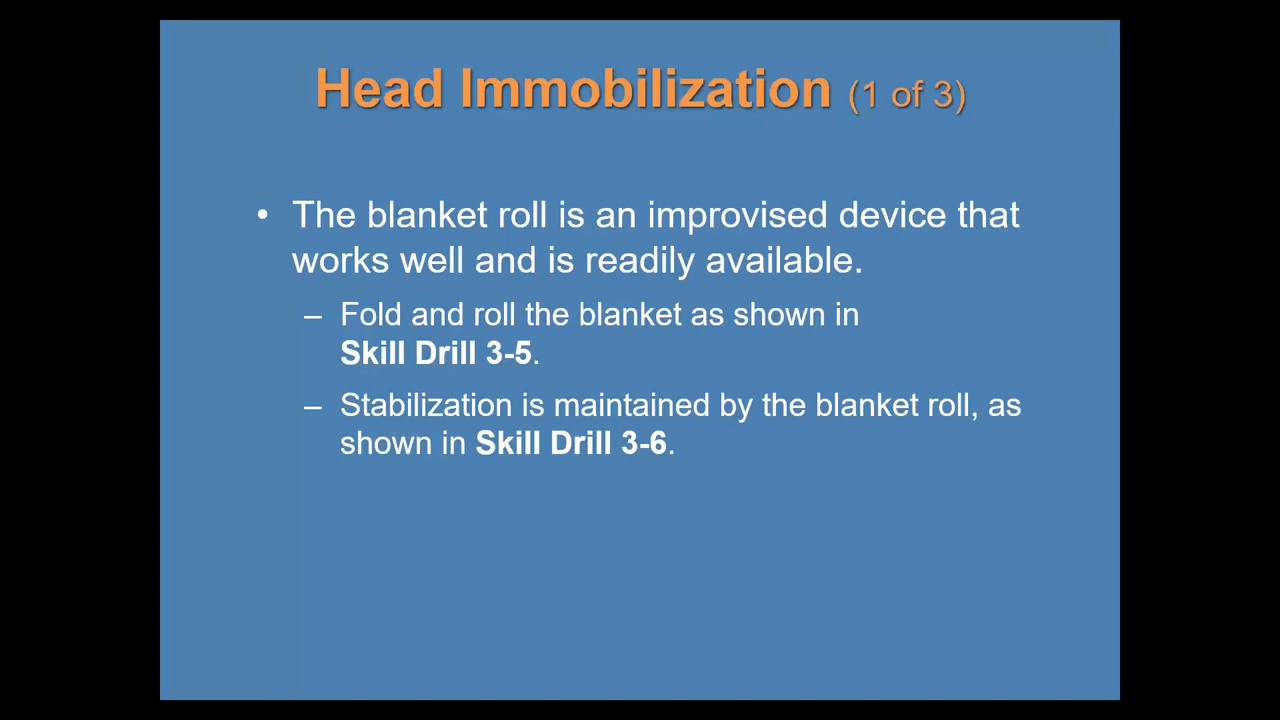 Head Immobilization (1 of 3)
• The blanket roll is an improvised device that
works well and is readily available.
– Fold and roll the blanket as shown in
Skill Drill 3-5.
– Stabilization is maintained by the blanket roll, as
shown in Skill Drill 3-6.